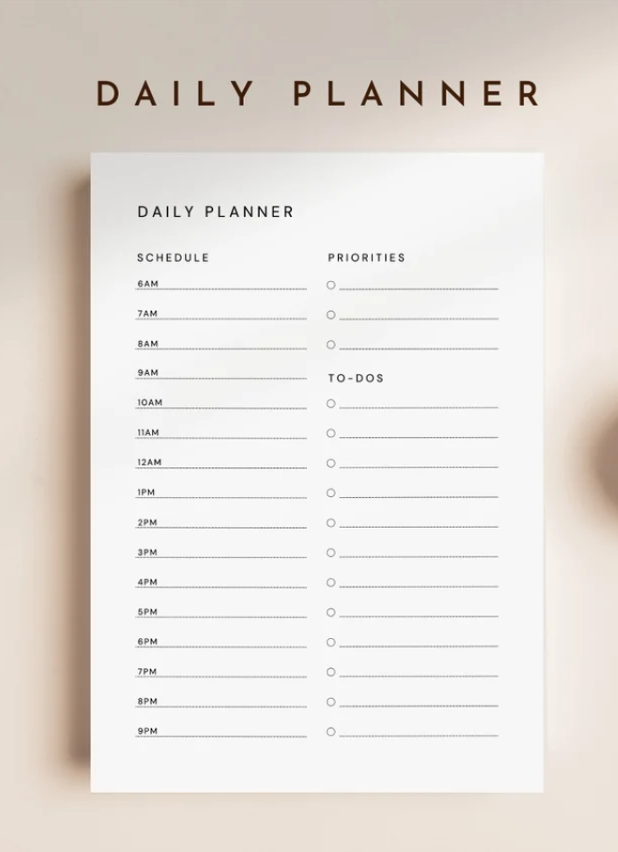 DAILY PLANNER
DAILY PLANNER
SCHEDULE
6AM
7AM
8AM
9AM
10AM
11AM
12AM
1PM
2PM
3PM
4PM
5PM
6PM
7PM
8PM
9PM
PRIORITIES
TO-DOS